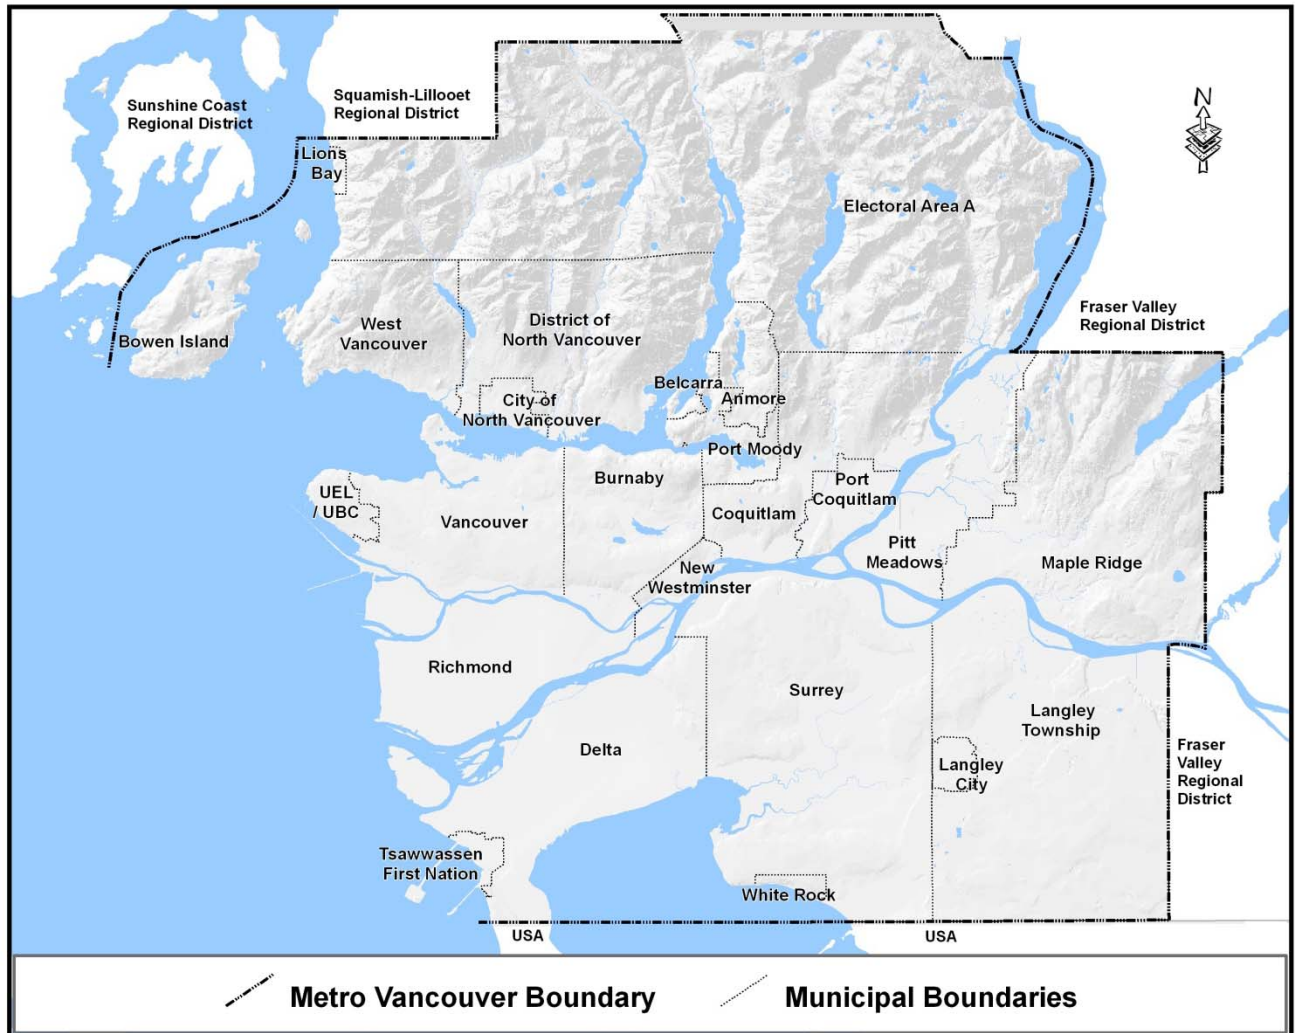 N
Sunshine Coast
Regional District
Squamish-Lillooet
Regional District
Lions
Bay
Electoral Area A
Fraser Valley
Regional District
Bowen Island
West
Vancouver
District of
North Vancouver
Belcarra
Anmore
City of
North Vancouver
Port Moody
UEL
/ UBC
Vancouver
Burnaby
Coquitlam
Port
Coquitlam
Pitt
Meadows
Maple Ridge
New
Westminster
Richmond
Surrey
Delta
Langley
Township
Langley
City
Fraser
Valley
Regional
District
Tsawwassen
First Nation
White Rock
USA
USA
Metro Vancouver Boundary
Municipal Boundaries